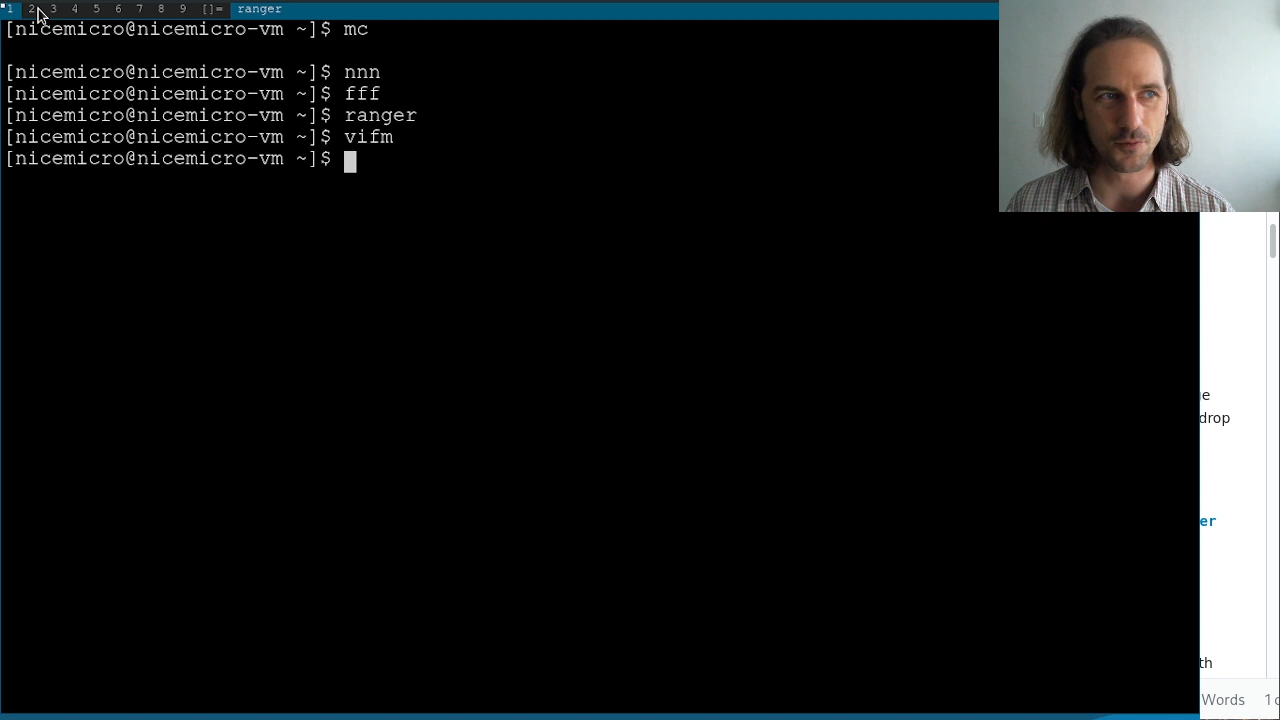 1 2 3 4 5 6 7 8 9 []= ranger
[nicemicro@nicemicro-vm ~]$ mc
[nicemicro@nicemicro-vm ~]$ nnn
[nicemicro@nicemicro-vm ~]$ fff
[nicemicro@nicemicro-vm ~]$ ranger
[nicemicro@nicemicro-vm ~]$ vifm
[nicemicro@nicemicro-vm ~]$
drop
er
th
Words 1